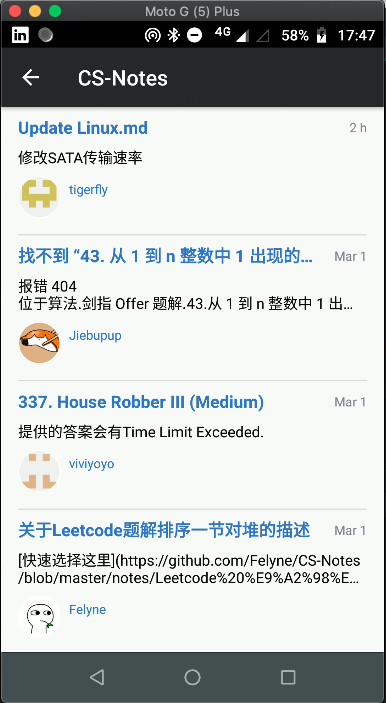 Moto G (5) Plus
in 4G 58% 17:47
CS-Notes
Update Linux.md 2 h
修改SATA传输速率
tigerfly
找不到 “43. 从 1 到 n 整数中 1 出现的... Mar 1
报错 404
位于算法.剑指 Offer 题解.43.从 1 到 n 整数中 1 出...
Jiebupup
337. House Robber III (Medium) Mar 1
提供的答案会有Time Limit Exceeded.
viviyoyo
关于Leetcode题解排序一节对堆的描述 Mar 1
[快速选择这里](https://github.com/Felyne/CS-Notes
/blob/master/notes/Leetcode%20%E9%A2%98%E...
Felyne